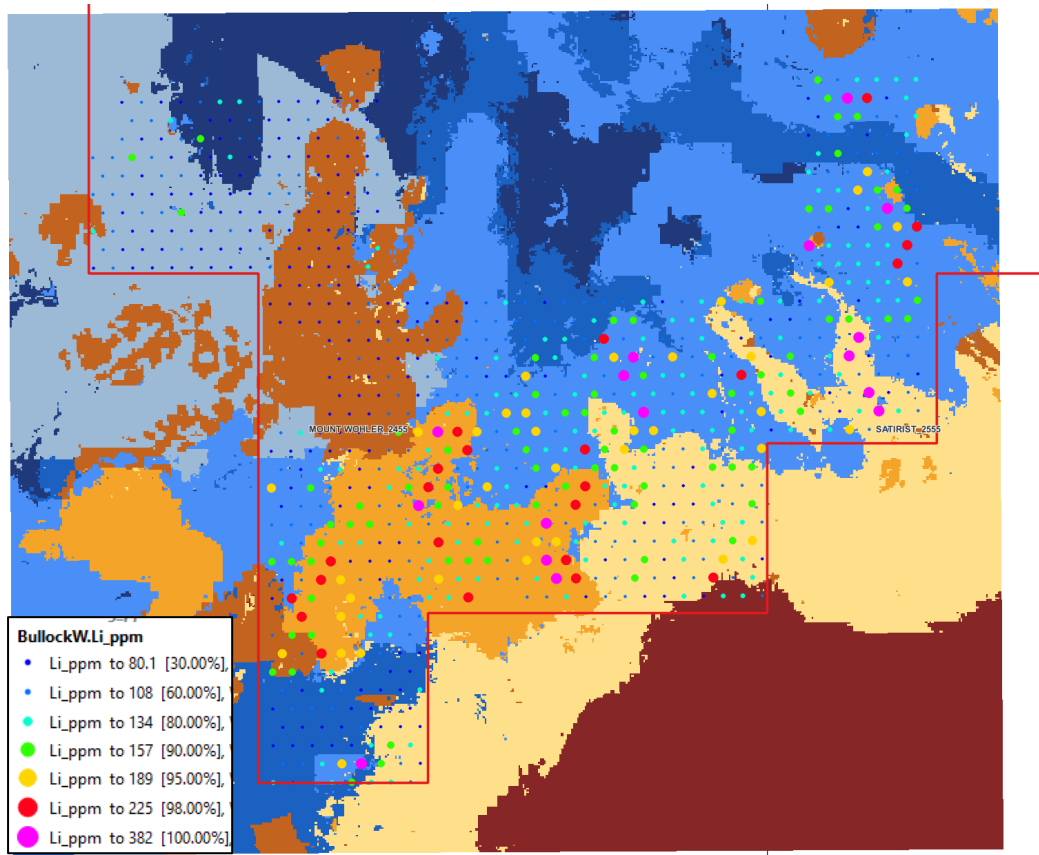 MOUNT WOHLER_2455
SATIRIST_2555
BullockW.Li_ppm
Li_ppm to 80.1 [30.00%],
Li_ppm to 108 [60.00%],
Li_ppm to 134 [80.00%],
Li_ppm to 157 [90.00%],
Li_ppm to 189 [95.00%],
Li_ppm to 225 [98.00%],
Li_ppm to 382 [100.00%],